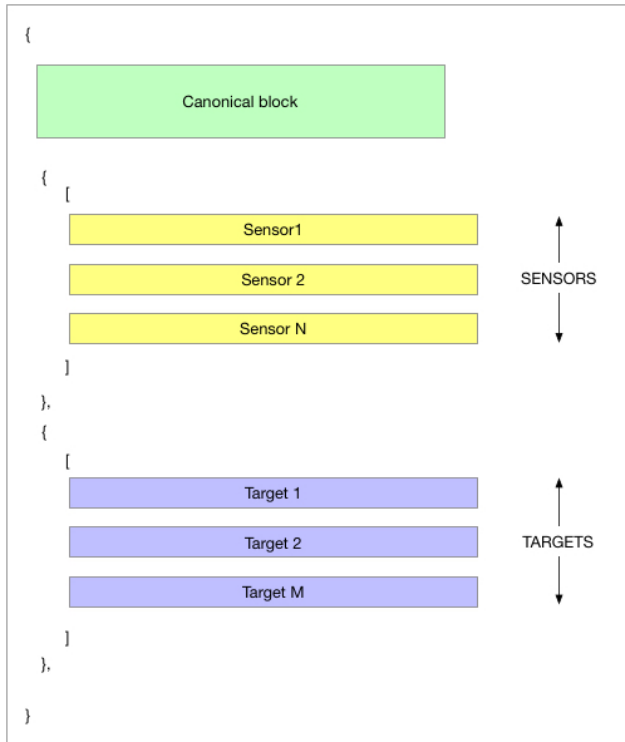 {
Canonical block
{
[
Sensor1
Sensor 2
SENSORS
Sensor N
]
},
{
[
Target 1
Target 2
TARGETS
Target M
]
},
}